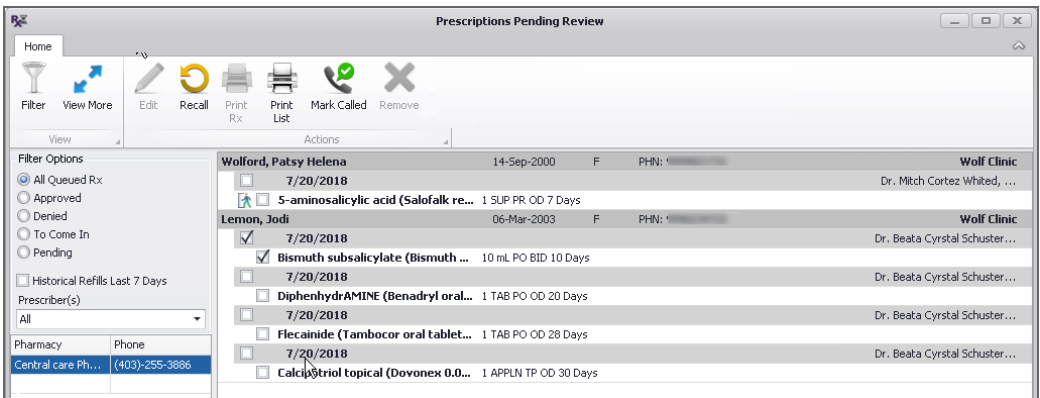 Prescriptions Pending Review
Home
Filter View More Edit Recall Print Rx Print List Mark Called Remove
View Actions
Filter Options
All Queued Rx
Approved
Denied
To Come In
Pending
Historical Refills Last 7 Days
Prescriber(s)
All
Pharmacy Phone
Central care Ph... (403)-255-3886
Wolford, Patsy Helena 14-Sep-2000 F PHN: Wolf Clinic
7/20/2018 Dr. Mitch Cortez Whited, ...
5-aminosalicylic acid (Salofalk re... 1 SUP PR OD 7 Days
Lemon, Jodi 06-Mar-2003 F PHN: Wolf Clinic
7/20/2018 Dr. Beata Cyrstal Schuster...
Bismuth subsalicylate (Bismuth ... 10 mL PO BID 10 Days
7/20/2018 Dr. Beata Cyrstal Schuster...
DiphenhydrAMINE (Benadryl oral... 1 TAB PO OD 20 Days
7/20/2018 Dr. Beata Cyrstal Schuster...
Flecainide (Tambocor oral tablet... 1 TAB PO OD 28 Days
7/20/2018 Dr. Beata Cyrstal Schuster...
Calcipotriol topical (Dovonex 0.0... 1 APPLN TP OD 30 Days